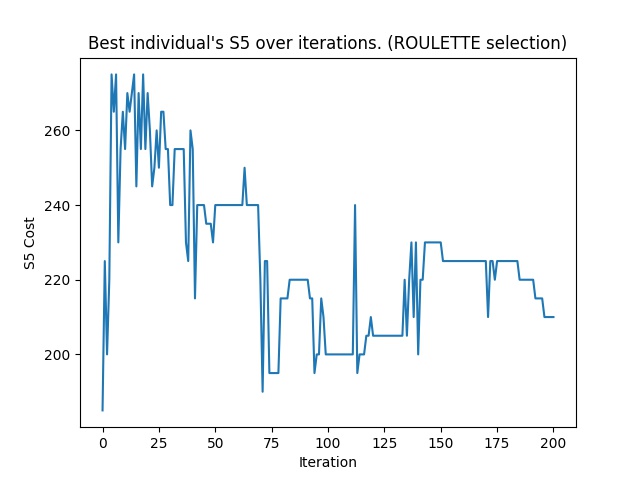 Best individual's S5 over iterations. (ROULETTE selection)
S5 Cost
260
240
220
200
0 25 50 75 100 125 150 175 200
Iteration